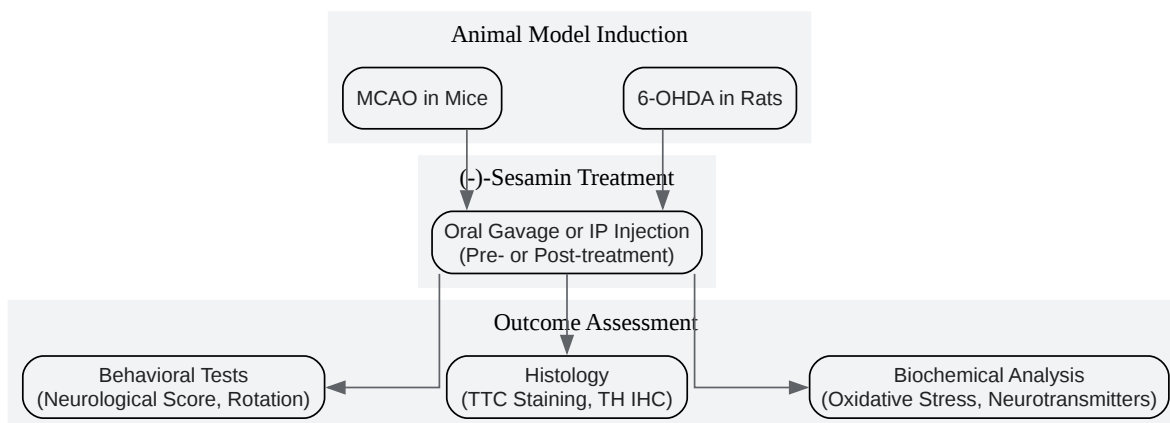 Animal Model Induction
MCAO in Mice
6-OHDA in Rats
(-)-Sesamin Treatment
Oral Gavage or IP Injection
(Pre- or Post-treatment)
Outcome Assessment
Behavioral Tests
(Neurological Score, Rotation)
Histology
(TTC Staining, TH IHC)
Biochemical Analysis
(Oxidative Stress, Neurotransmitters)